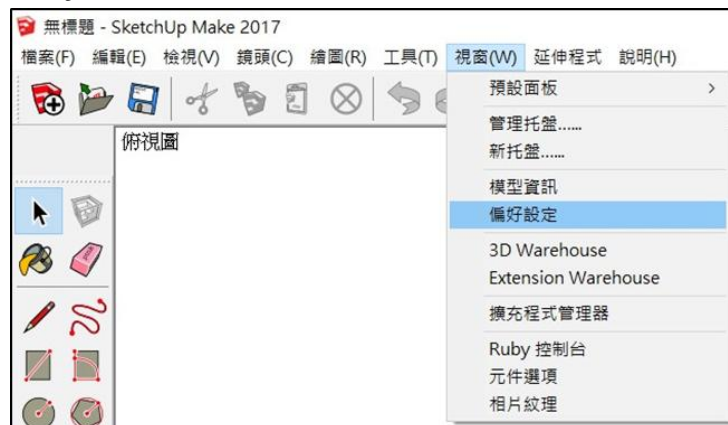 無標題 - SketchUp Make 2017
檔案(F) 編輯(E) 檢視(V) 鏡頭(C) 繪圖(R) 工具(T) 視窗(W) 延伸程式 說明(H)
預設面板
管理托盤......
新托盤......
模型資訊
偏好設定
3D Warehouse
Extension Warehouse
擴充程式管理器
Ruby 控制台
元件選項
相片紋理
俯視圖